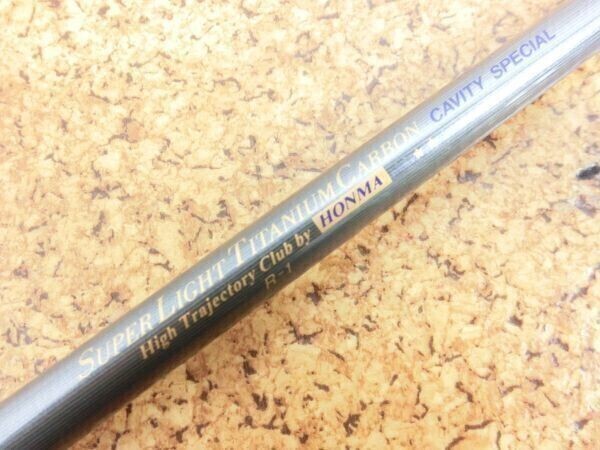 SUPER LIGHT TITANIUM CARBON CAVITY SPECIAL
High Trajectory Club by HONMA
R-1